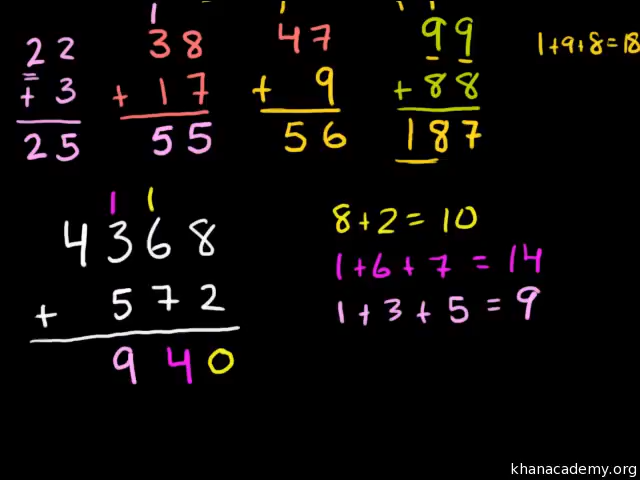 1 1 1 1
22 38 47 99 1+9+8=18
+ 3 + 17 + 9 + 88
25 55 56 187
1 1
4368 8+2=10
1+6+7=14
+ 572 1+3+5=9
940
khanacademy.org